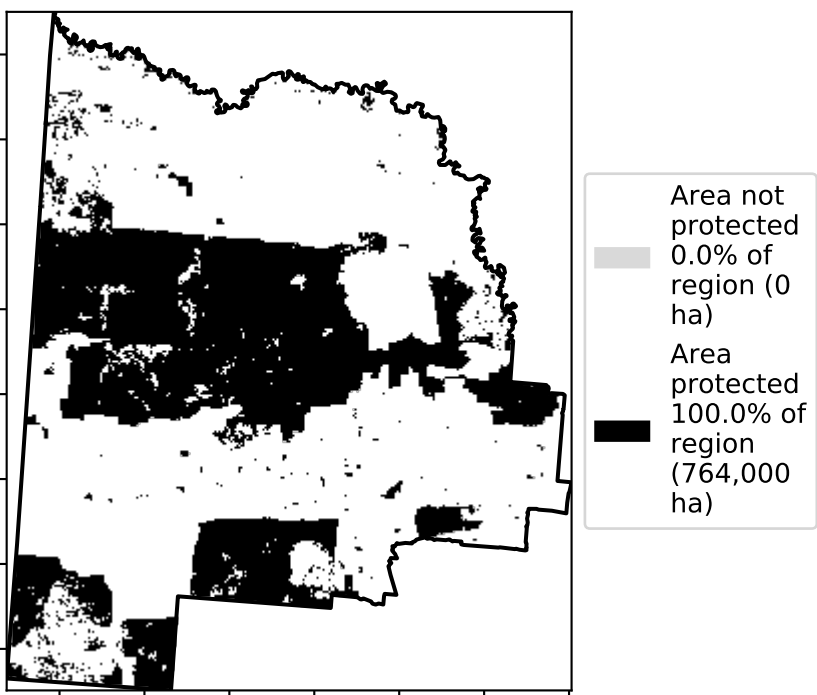 Area not
protected
0.0% of
region (0
ha)
Area
protected
100.0% of
region
(764,000
ha)